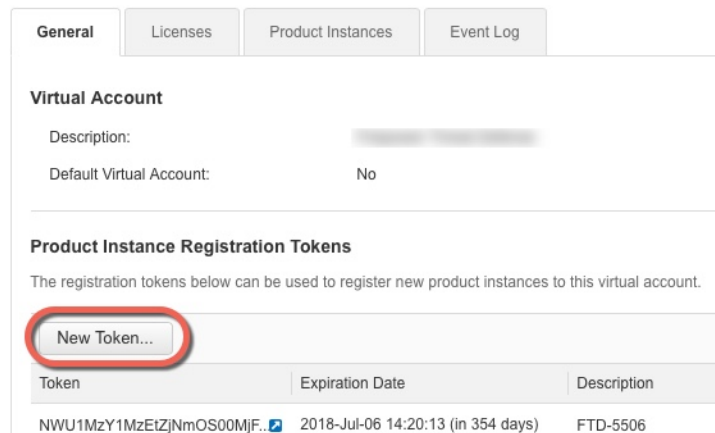 General Licenses Product Instances Event Log
Virtual Account
Description:
Default Virtual Account: No
Product Instance Registration Tokens
The registration tokens below can be used to register new product instances to this virtual account.
New Token...
Token Expiration Date Description
NWU1MzY1MzEtZjNmOS00MjF... 2018-Jul-06 14:20:13 (in 354 days) FTD-5506